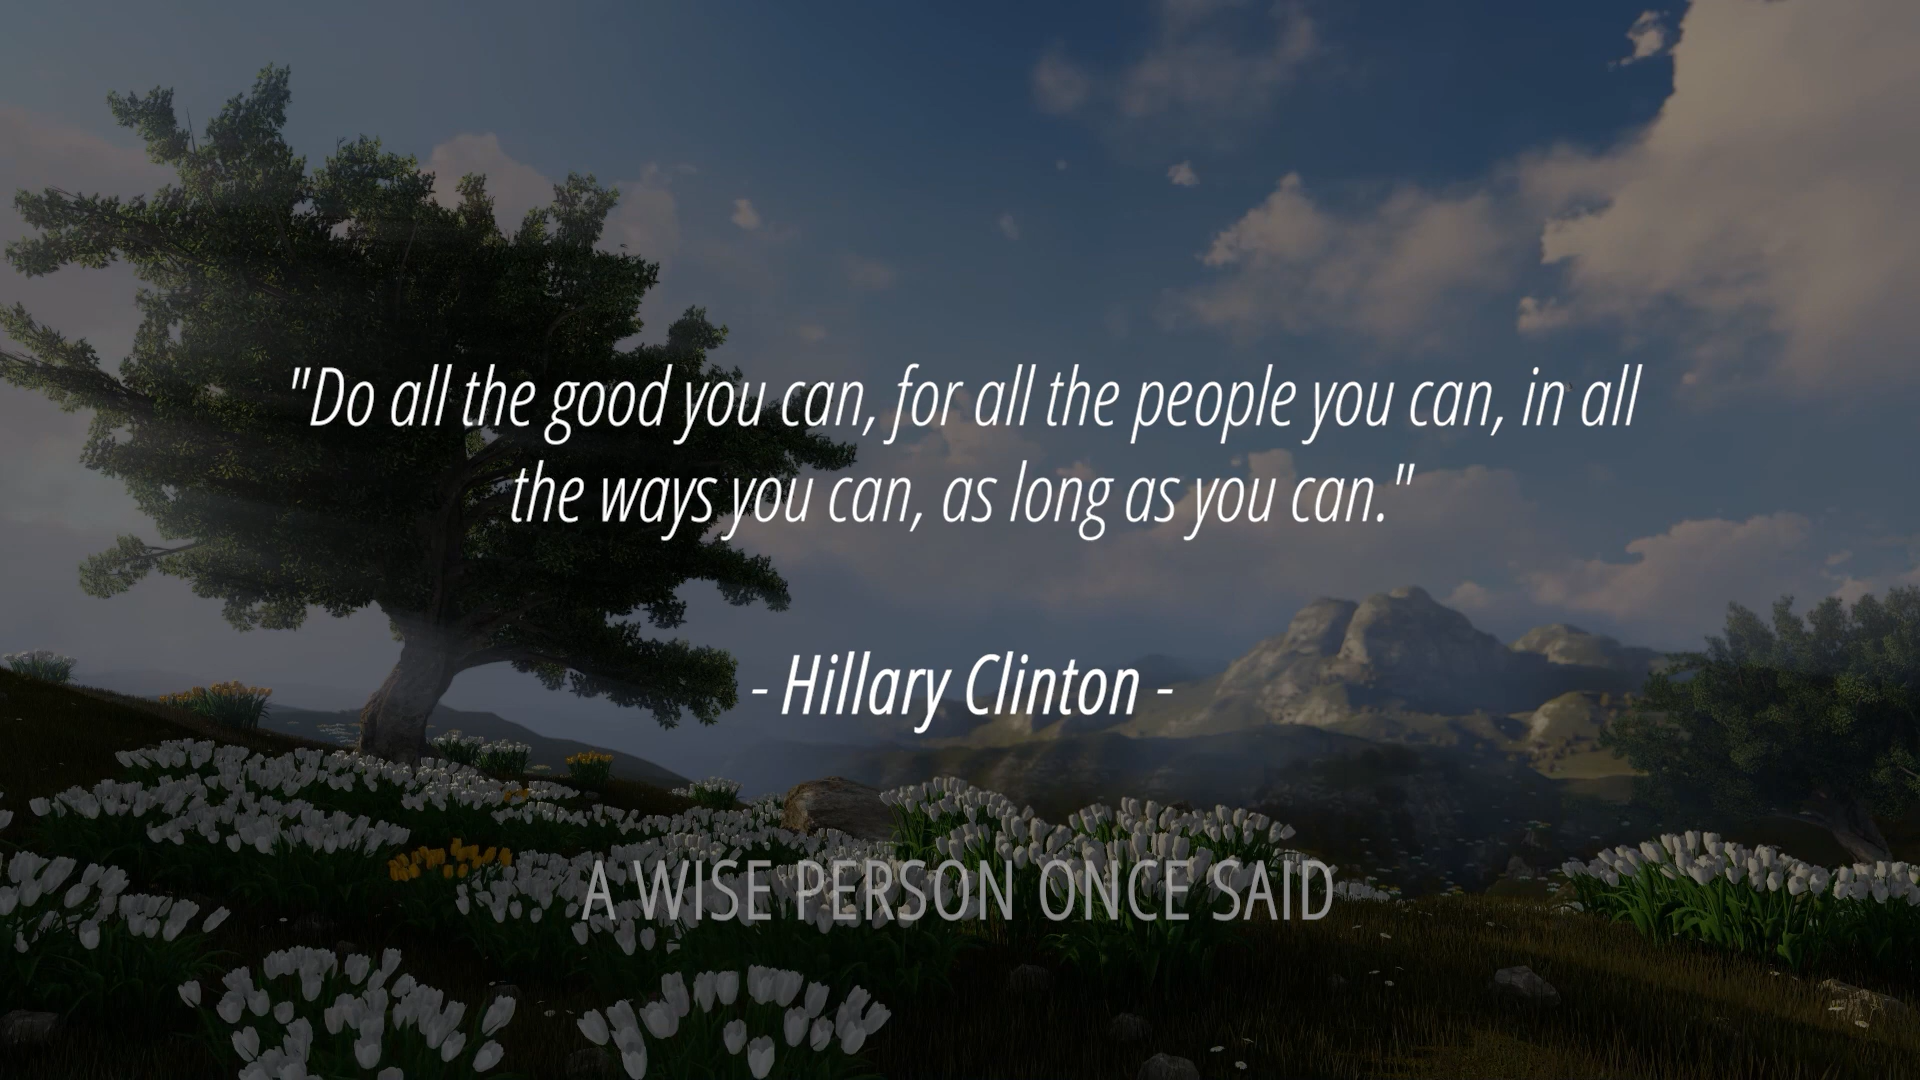 "Do all the good you can, for all the people you can, in all
the ways you can, as long as you can."
- Hillary Clinton -
A WISE PERSON ONCE SAID